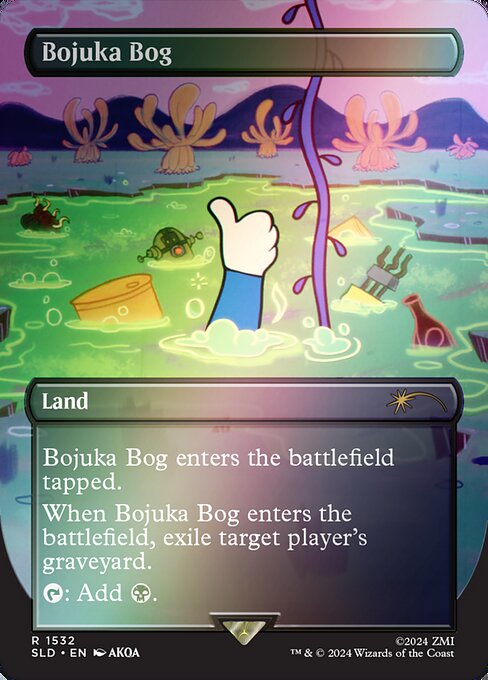 Bojuka Bog
Land
Bojuka Bog enters the battlefield
tapped.
When Bojuka Bog enters the
battlefield, exile target player's
graveyard.
: Add .
R 1532
SLD • EN AKQA
©2024 ZMI
™ & © 2024 Wizards of the Coast